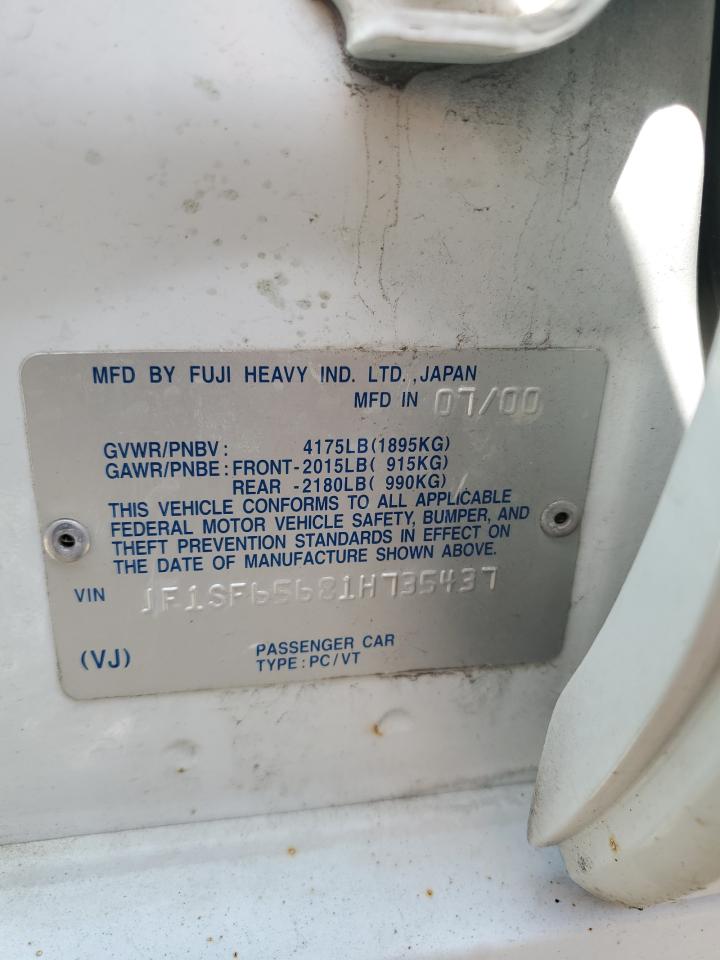 MFD BY FUJI HEAVY IND. LTD., JAPAN
MFD IN 07/00
GVWR/PNBV: 4175LB(1895KG)
GAWR/PNBE: FRONT-2015LB( 915KG)
REAR -2180LB( 990KG)
THIS VEHICLE CONFORMS TO ALL APPLICABLE
FEDERAL MOTOR VEHICLE SAFETY, BUMPER, AND
THEFT PREVENTION STANDARDS IN EFFECT ON
THE DATE OF MANUFACTURE SHOWN ABOVE.
VIN JF1SF65681H735437
(VJ) PASSENGER CAR
TYPE: PC/VT